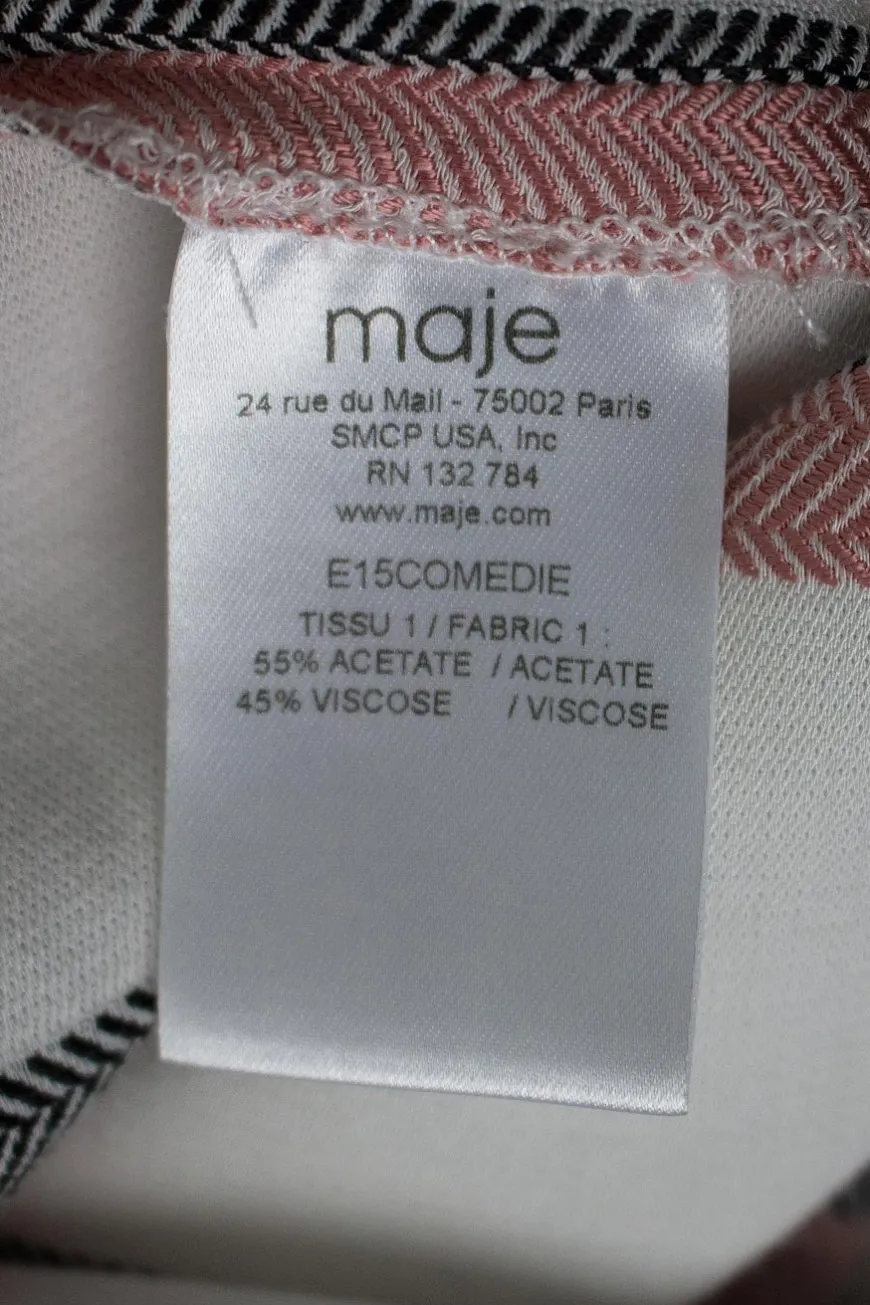 maje
24 rue du Mail - 75002 Paris
SMCP USA, Inc
RN 132 784
www.maje.com
E15COMEDIE
TISSU 1 / FABRIC 1 :
55% ACETATE / ACETATE
45% VISCOSE / VISCOSE